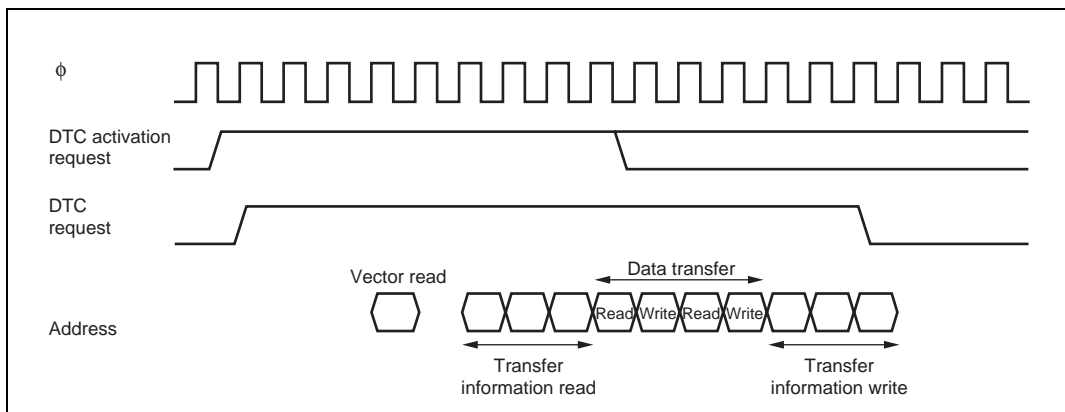 ϕ
DTC activation
request
DTC
request
Vector read
Data transfer
Address
Read Write Read Write
Transfer
information read
Transfer
information write